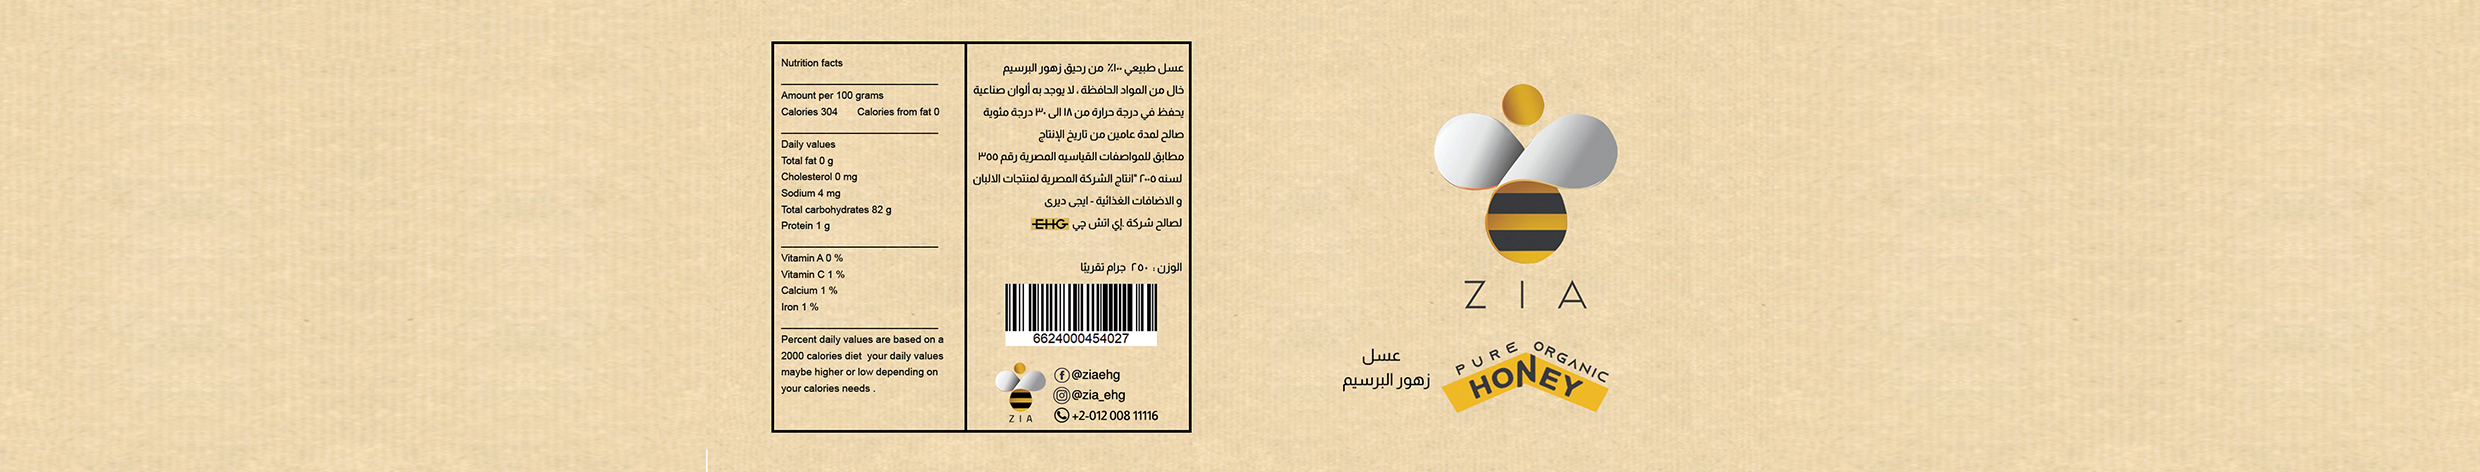 Nutrition facts
Amount per 100 grams
Calories 304 Calories from fat 0
Daily values
Total fat 0 g
Cholesterol 0 mg
Sodium 4 mg
Total carbohydrates 82 g
Protein 1 g
Vitamin A 0 %
Vitamin C 1 %
Calcium 1 %
Iron 1 %
Percent daily values are based on a
2000 calories diet your daily values
maybe higher or low depending on
your calories needs .
عسل طبيعي ١٠٠٪ من رحيق زهور البرسيم
خال من المواد الحافظة ، لا يوجد به ألوان صناعية
يحفظ في درجة حرارة من ١٨ الى ٣٠ درجة مئوية
صالح لمدة عامين من تاريخ الإنتاج
مطابق للمواصفات القياسيه المصرية رقم ٣٥٥
لسنه ٢٠٠٥ "انتاج الشركة المصرية لمنتجات الالبان
و الاضافات الغذائية - ايجى ديرى
لصالح شركة .إي اتش چي EHG
الوزن : ٢٥٠ جرام تقريبًا
6624000454027
@ziaehg
@zia_ehg
+2-012 008 11116
ZIA
ZIA
عسل
زهور البرسيم
PURE ORGANIC
HONEY